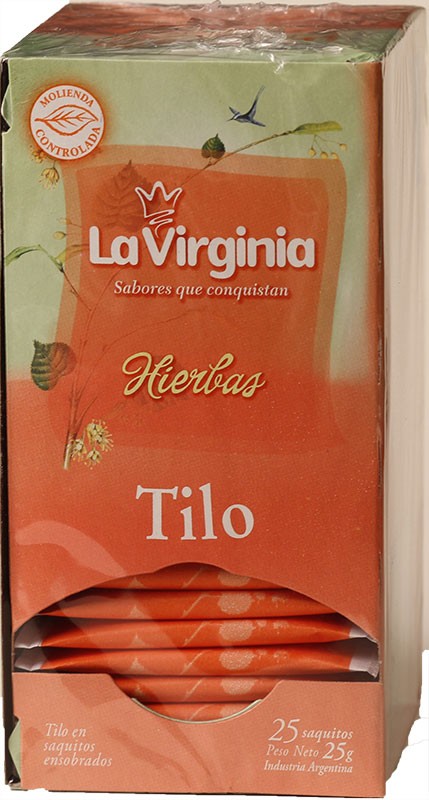 MOLIENDA
CONTROLADA
La Virginia
Sabores que conquistan
Hierbas
Tilo
Tilo en
saquitos
ensobrados
25 saquitos
Peso Neto 25g
Industria Argentina